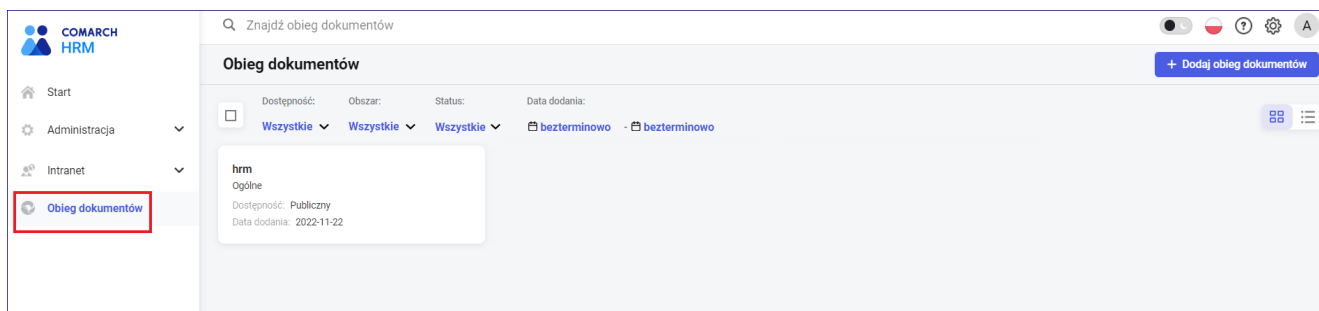 COMARCH
HRM
Znajdź obieg dokumentów
A
Obieg dokumentów
+ Dodaj obieg dokumentów
Start
Administracja
Intranet
Obieg dokumentów
Dostępność: Obszar: Status: Data dodania:
Wszystkie Wszystkie Wszystkie bezterminowo - bezterminowo
hrm
Ogólne
Dostępność: Publiczny
Data dodania: 2022-11-22